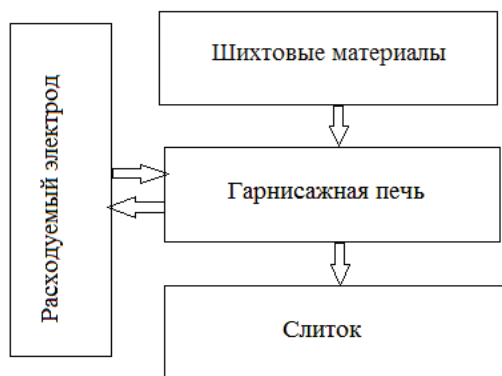 Расходуемый электрод
Шихтовые материалы
Гарнисажная печь
Слиток